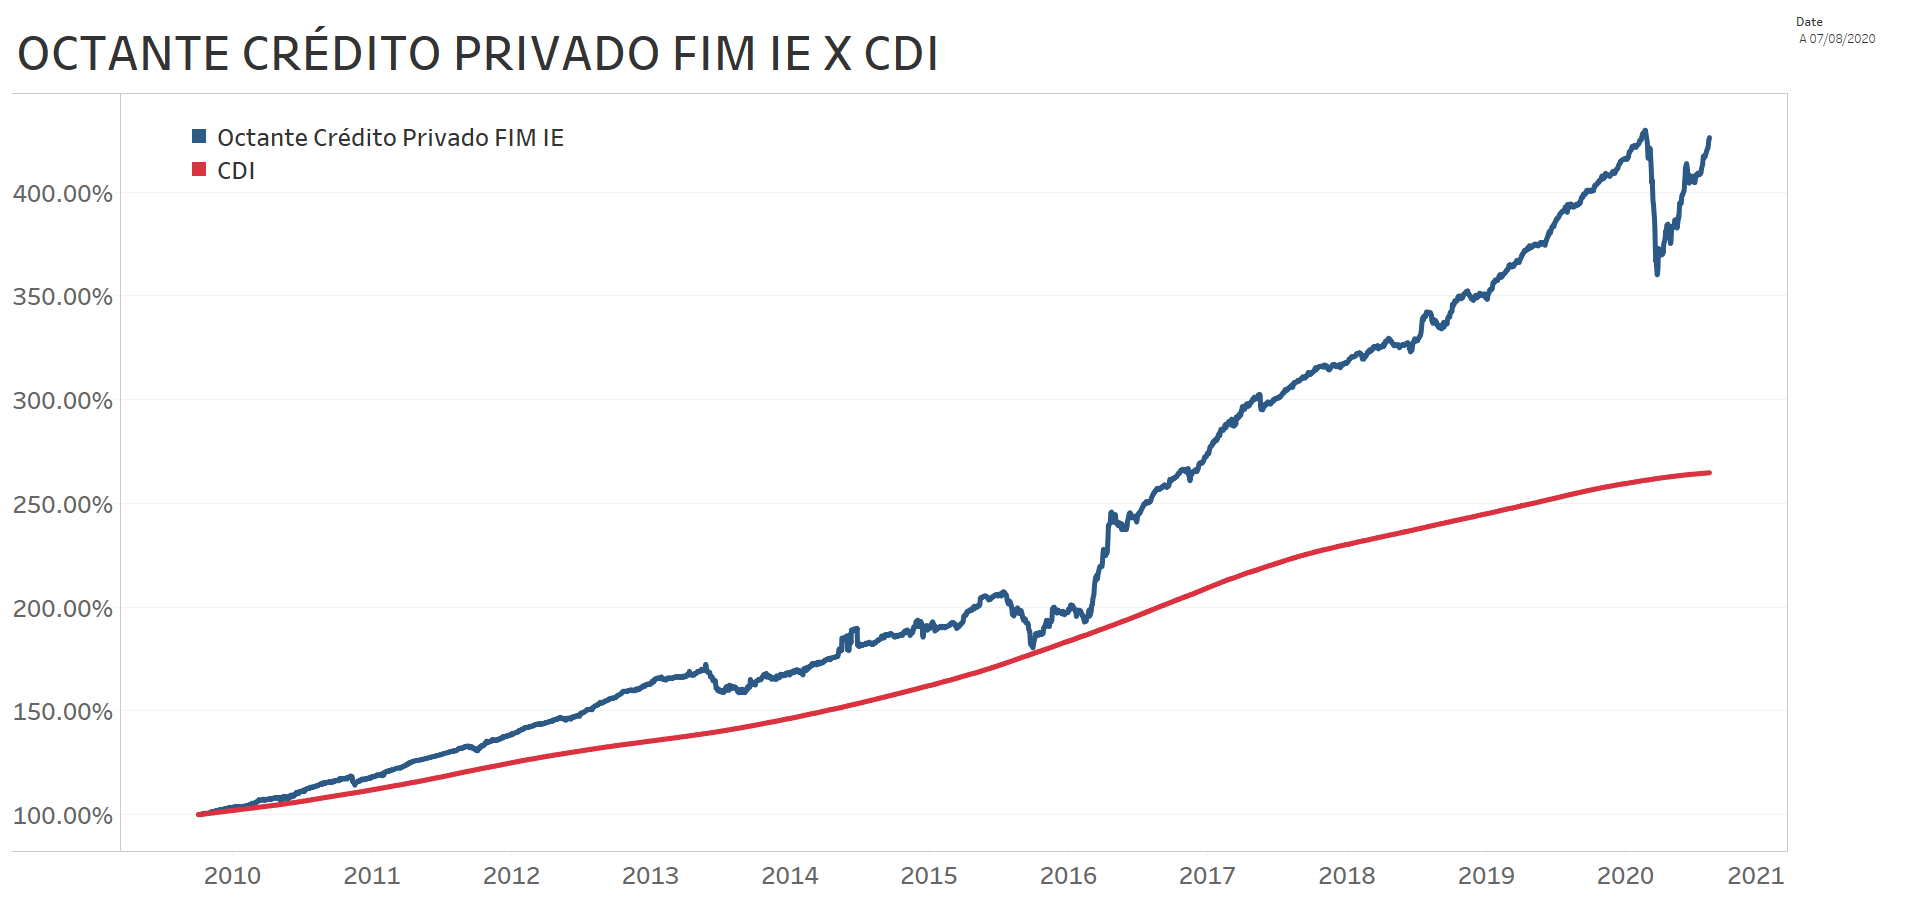 OCTANTE CRÉDITO PRIVADO FIM IE X CDI
Date
A 07/08/2020
Octante Crédito Privado FIM IE
CDI
400.00%
350.00%
300.00%
250.00%
200.00%
150.00%
100.00%
2010 2011 2012 2013 2014 2015 2016 2017 2018 2019 2020 2021